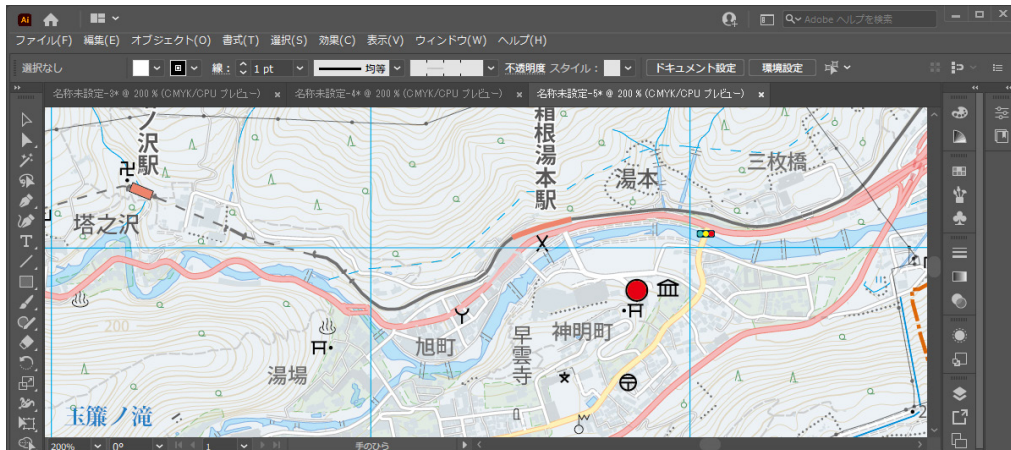 Ai
Adobe ヘルプを検索
ファイル(F) 編集(E) オブジェクト(O) 書式(T) 選択(S) 効果(C) 表示(V) ウィンドウ(W) ヘルプ(H)
選択なし 線: 1 pt 均等 不透明度 スタイル: ドキュメント設定 環境設定
名称未設定-3* @ 200 % (CMYK/CPU プレビュー) × 名称未設定-4* @ 200 % (CMYK/CPU プレビュー) × 名称未設定-5* @ 200 % (CMYK/CPU プレビュー) ×
ノ沢駅
箱根湯本駅
湯本
三枚橋
塔之沢
200
旭町
早雲寺
神明町
湯場
玉簾ノ滝
200% 0° 1 手のひら